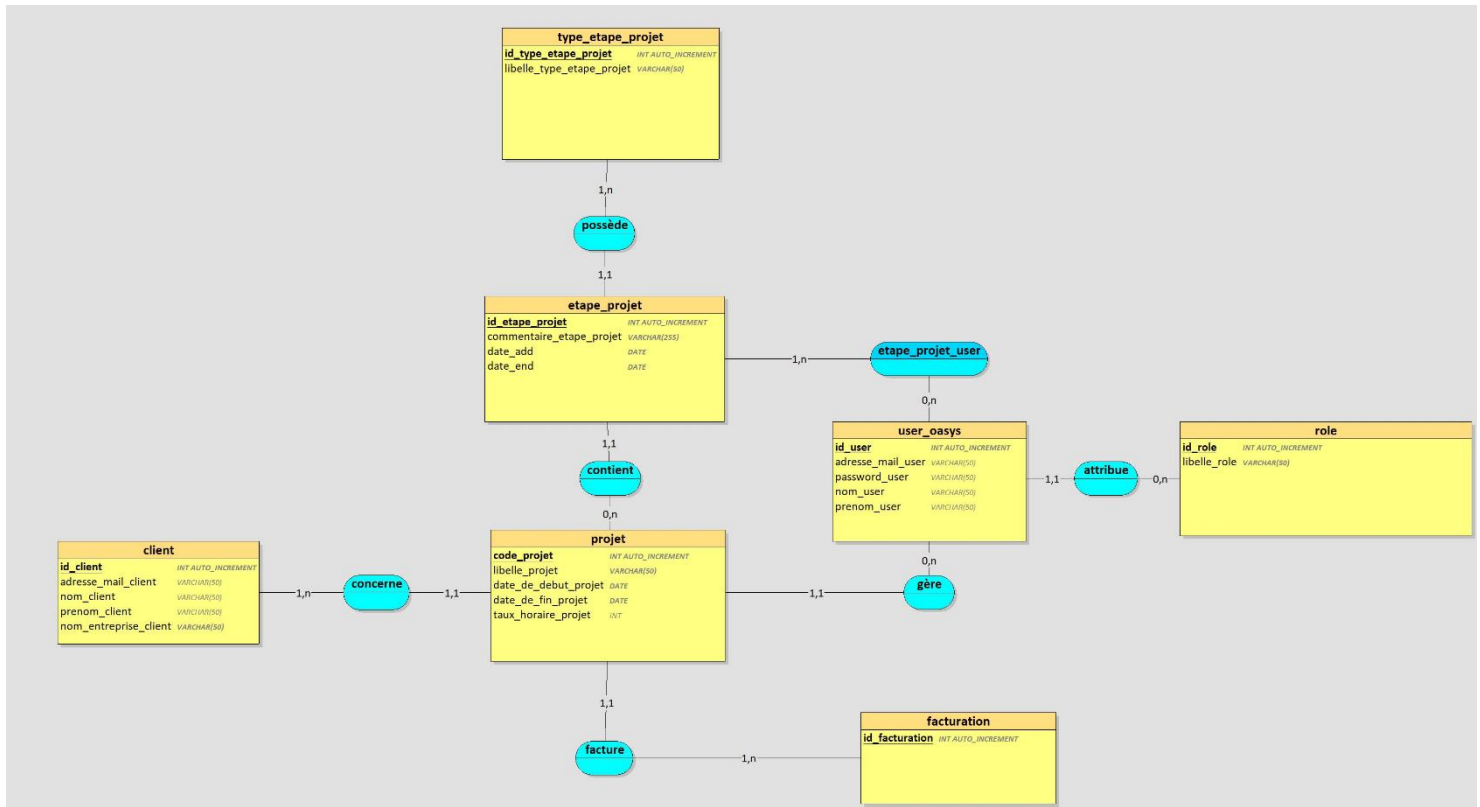 type_etape_projet
id_type_etape_projet INT AUTO_INCREMENT
libelle_type_etape_projet VARCHAR(50)
1,n
possède
1,1
etape_projet
id_etape_projet INT AUTO_INCREMENT
commentaire_etape_projet VARCHAR(255)
date_add DATE
date_end DATE
1,n
etape_projet_user
0,n
user_oasys
id_user INT AUTO_INCREMENT
adresse_mail_user VARCHAR(50)
password_user VARCHAR(50)
nom_user VARCHAR(50)
prenom_user VARCHAR(50)
1,1
attribue
0,n
role
id_role INT AUTO_INCREMENT
libelle_role VARCHAR(50)
1,1
contient
0,n
client
id_client INT AUTO_INCREMENT
adresse_mail_client VARCHAR(50)
nom_client VARCHAR(50)
prenom_client VARCHAR(50)
nom_entreprise_client VARCHAR(50)
1,n
concerne
1,1
projet
code_projet INT AUTO_INCREMENT
libelle_projet VARCHAR(50)
date_de_debut_projet DATE
date_de_fin_projet DATE
taux_horaire_projet INT
1,1
gère
0,n
1,1
facture
1,n
facturation
id_facturation INT AUTO_INCREMENT